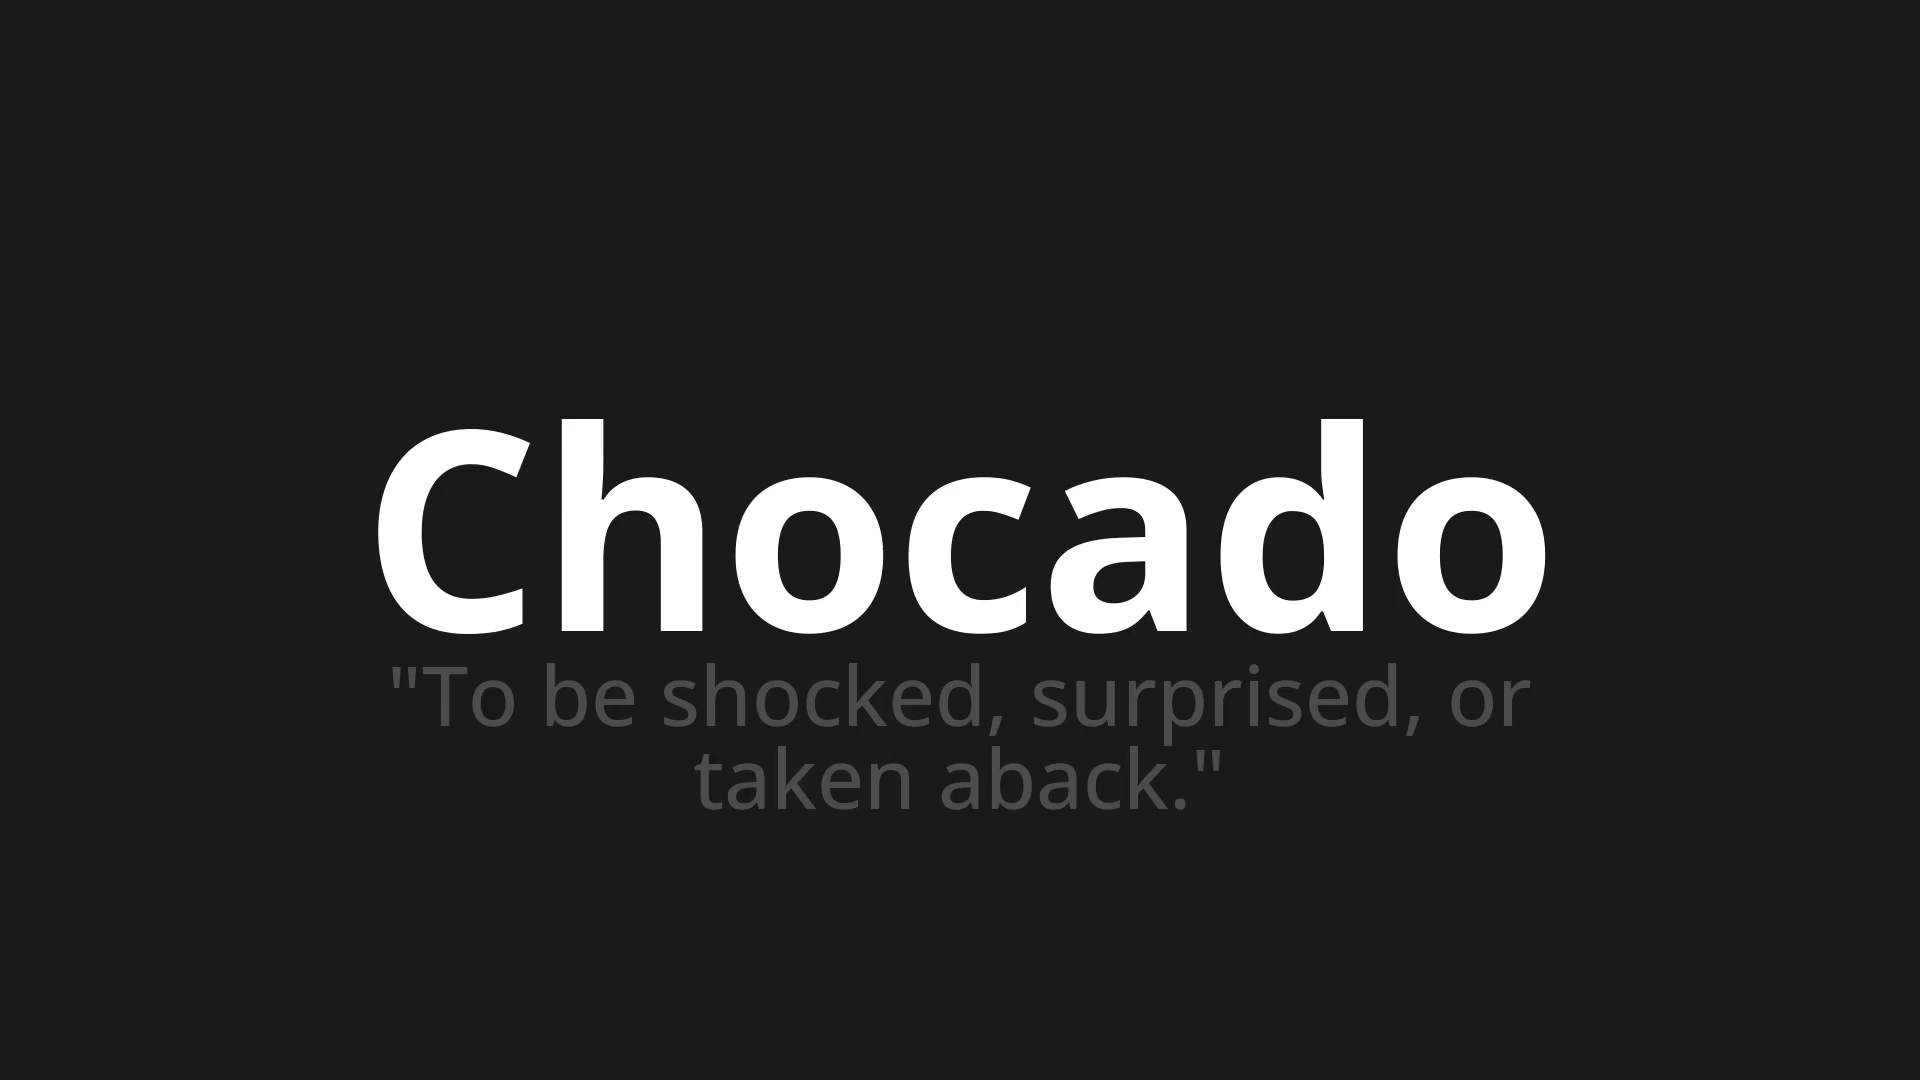 Chocado
"To be shocked, surprised, or
taken aback."